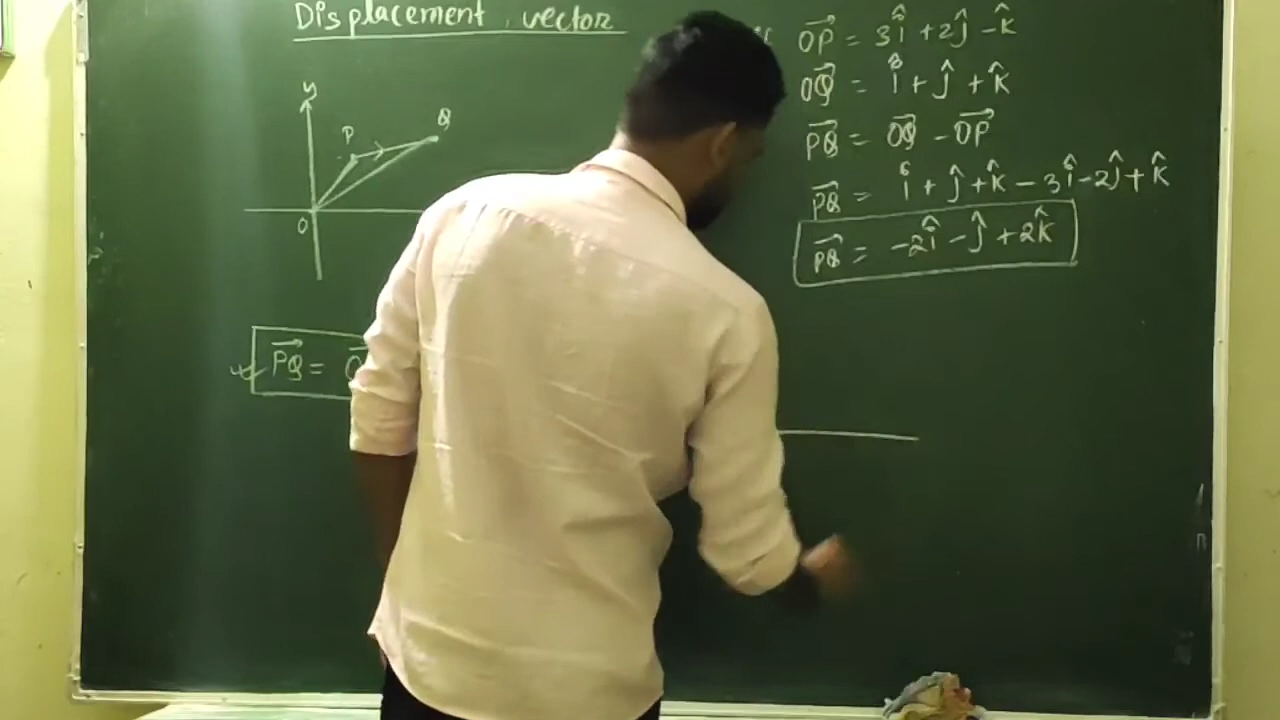 Displacement vector
y
P
Q
O
PQ⃗ =
OP⃗ = 3î + 2ĵ - k̂
OQ⃗ = î + ĵ + k̂
PQ⃗ = OQ⃗ - OP⃗
PQ⃗ = î + ĵ + k̂ - 3î - 2ĵ + k̂
PQ⃗ = -2î - ĵ + 2k̂